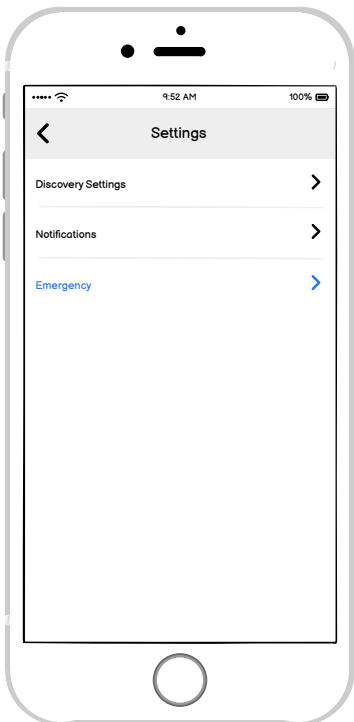 9:52 AM 100%
Settings
Discovery Settings
Notifications
Emergency